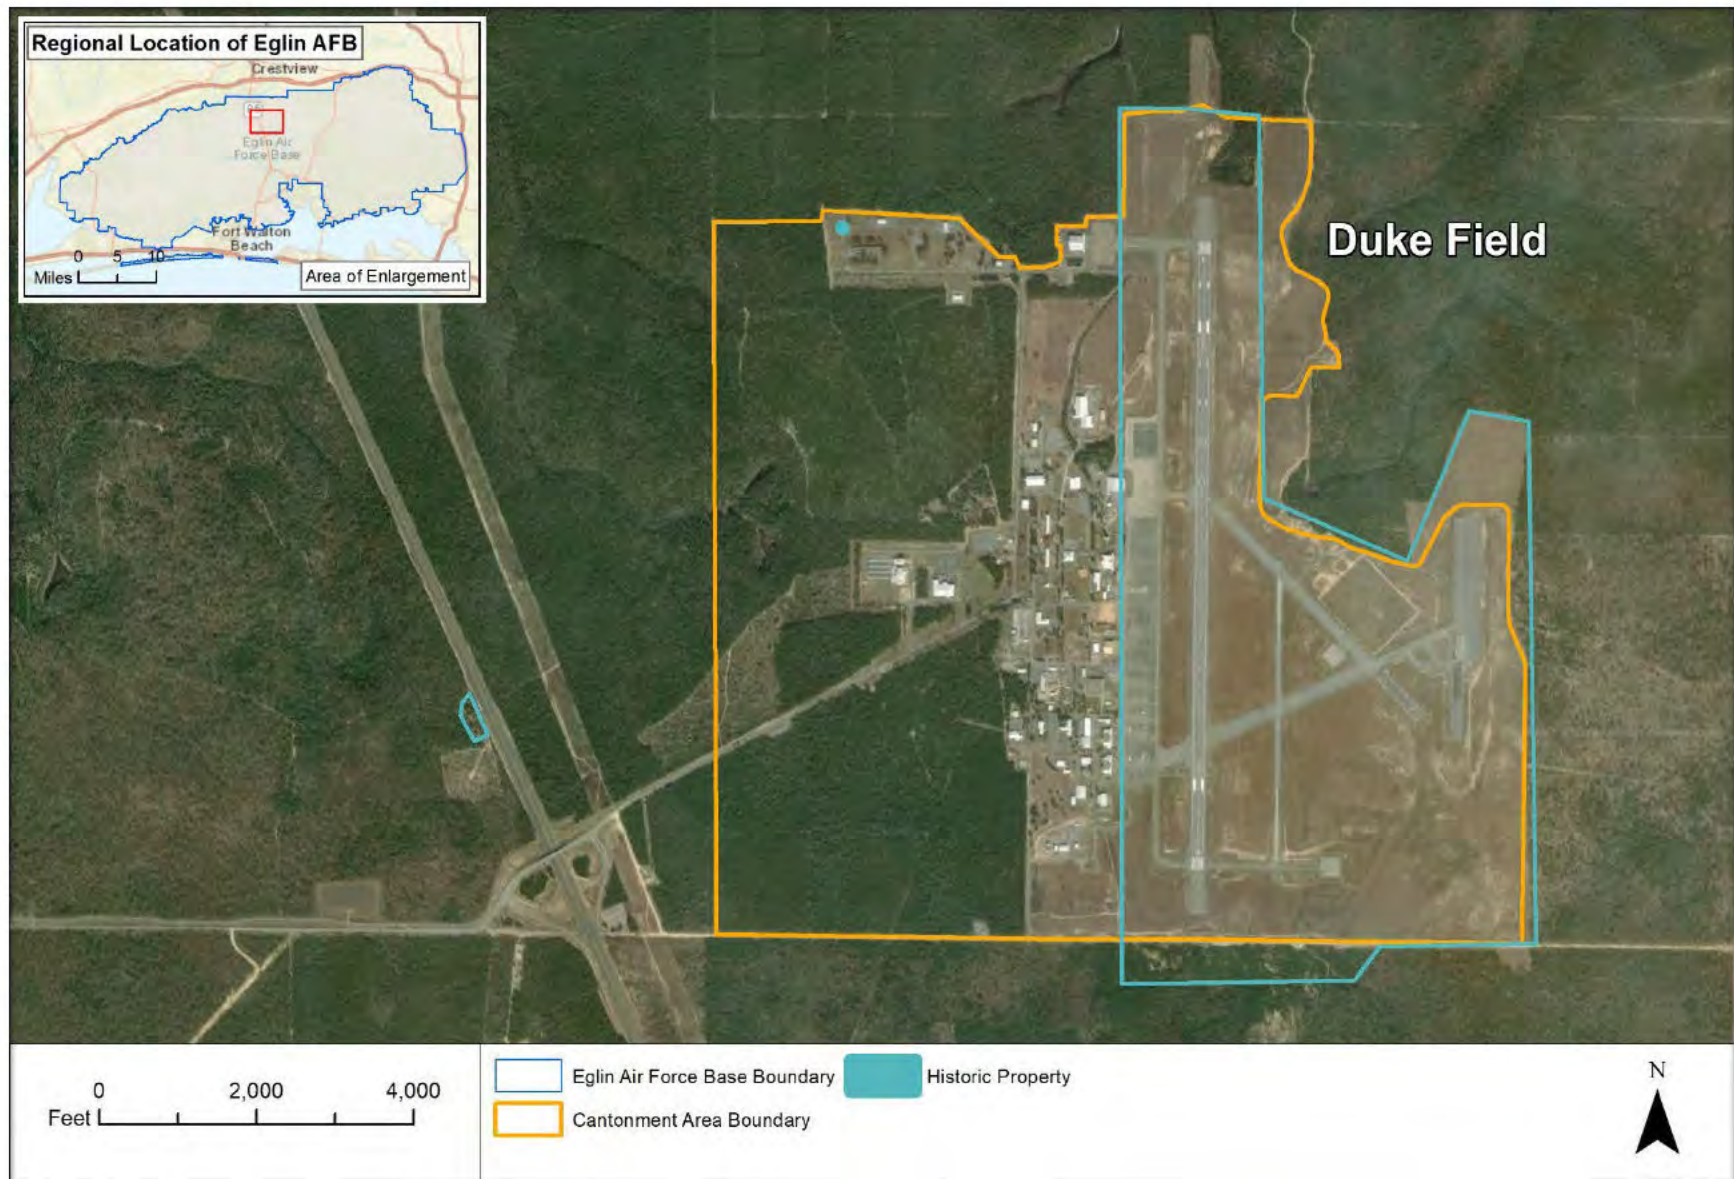 Regional Location of Eglin AFB
Crestview
85
Eglin Air
Force Base
Fort Walton
Beach
0 5 10
Miles
Area of Enlargement
Duke Field
0 2,000 4,000
Feet
Eglin Air Force Base Boundary
Historic Property
Cantonment Area Boundary
N